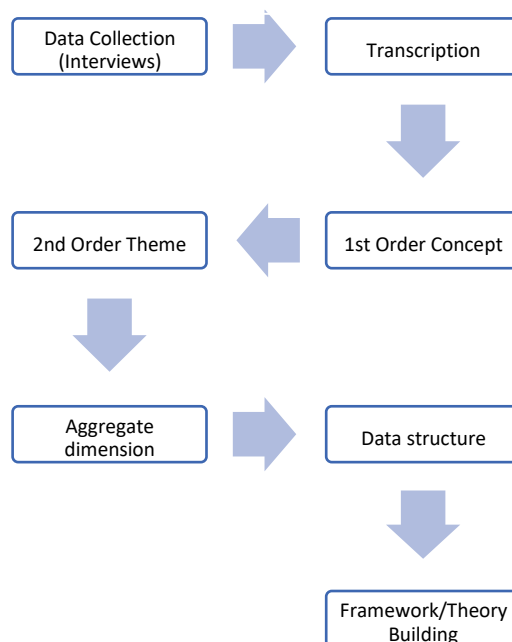 Data Collection
(Interviews)
Transcription
1st Order Concept
2nd Order Theme
Aggregate
dimension
Data structure
Framework/Theory
Building